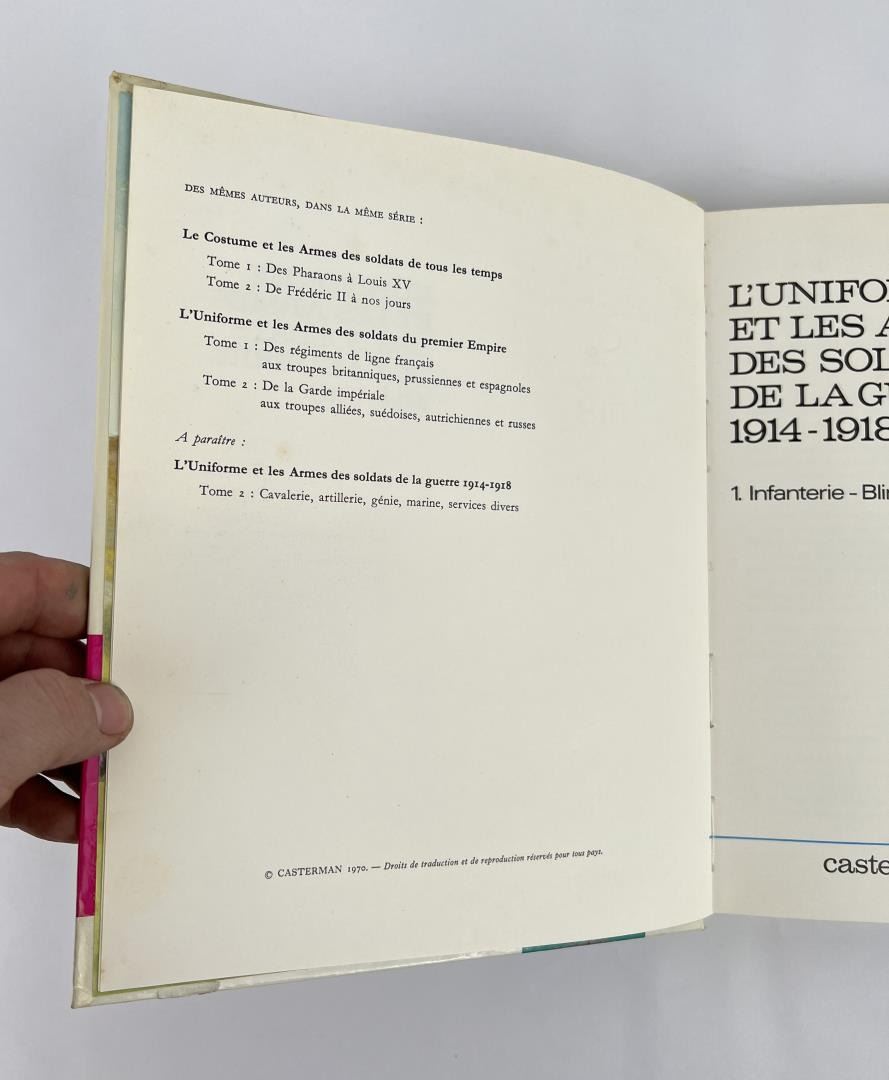 DES MÊMES AUTEURS, DANS LA MÊME SÉRIE :
Le Costume et les Armes des soldats de tous les temps
Tome 1 : Des Pharaons à Louis XV
Tome 2 : De Frédéric II à nos jours
L'Uniforme et les Armes des soldats du premier Empire
Tome 1 : Des régiments de ligne français
aux troupes britanniques, prussiennes et espagnoles
Tome 2 : De la Garde impériale
aux troupes alliées, suédoises, autrichiennes et russes
A paraître :
L'Uniforme et les Armes des soldats de la guerre 1914-1918
Tome 2 : Cavalerie, artillerie, génie, marine, services divers
© CASTERMAN 1970. — Droits de traduction et de reproduction réservés pour tous pays.
L'UNIFO
ET LES A
DES SOL
DE LA GU
1914-1918
1. Infanterie - Blin
caste